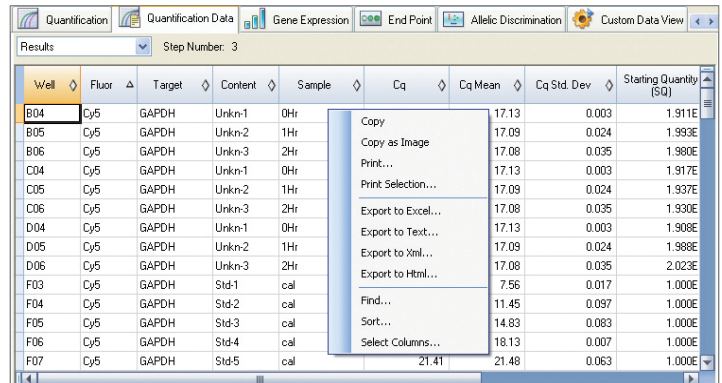 Quantification Quantification Data Gene Expression End Point Allelic Discrimination Custom Data View
Results Step Number: 3
Well Fluor Target Content Sample Cq Cq Mean Cq Std. Dev Starting Quantity (SQ)
B04 Cy5 GAPDH Unkn-1 0Hr 17.13 0.003 1.911E
B05 Cy5 GAPDH Unkn-2 1Hr 17.09 0.024 1.993E
B06 Cy5 GAPDH Unkn-3 2Hr 17.08 0.035 1.980E
C04 Cy5 GAPDH Unkn-1 0Hr 17.13 0.003 1.917E
C05 Cy5 GAPDH Unkn-2 1Hr 17.09 0.024 1.937E
C06 Cy5 GAPDH Unkn-3 2Hr 17.08 0.035 1.930E
D04 Cy5 GAPDH Unkn-1 0Hr 17.13 0.003 1.908E
D05 Cy5 GAPDH Unkn-2 1Hr 17.09 0.024 1.988E
D06 Cy5 GAPDH Unkn-3 2Hr 17.08 0.035 2.023E
F03 Cy5 GAPDH Std-1 cal 7.56 0.017 1.000E
F04 Cy5 GAPDH Std-2 cal 11.45 0.097 1.000E
F05 Cy5 GAPDH Std-3 cal 14.83 0.083 1.000E
F06 Cy5 GAPDH Std-4 cal 18.13 0.007 1.000E
F07 Cy5 GAPDH Std-5 cal 21.41 21.48 0.063 1.000E
Copy
Copy as Image
Print...
Print Selection...
Export to Excel...
Export to Text...
Export to Xml...
Export to Html...
Find...
Sort...
Select Columns...